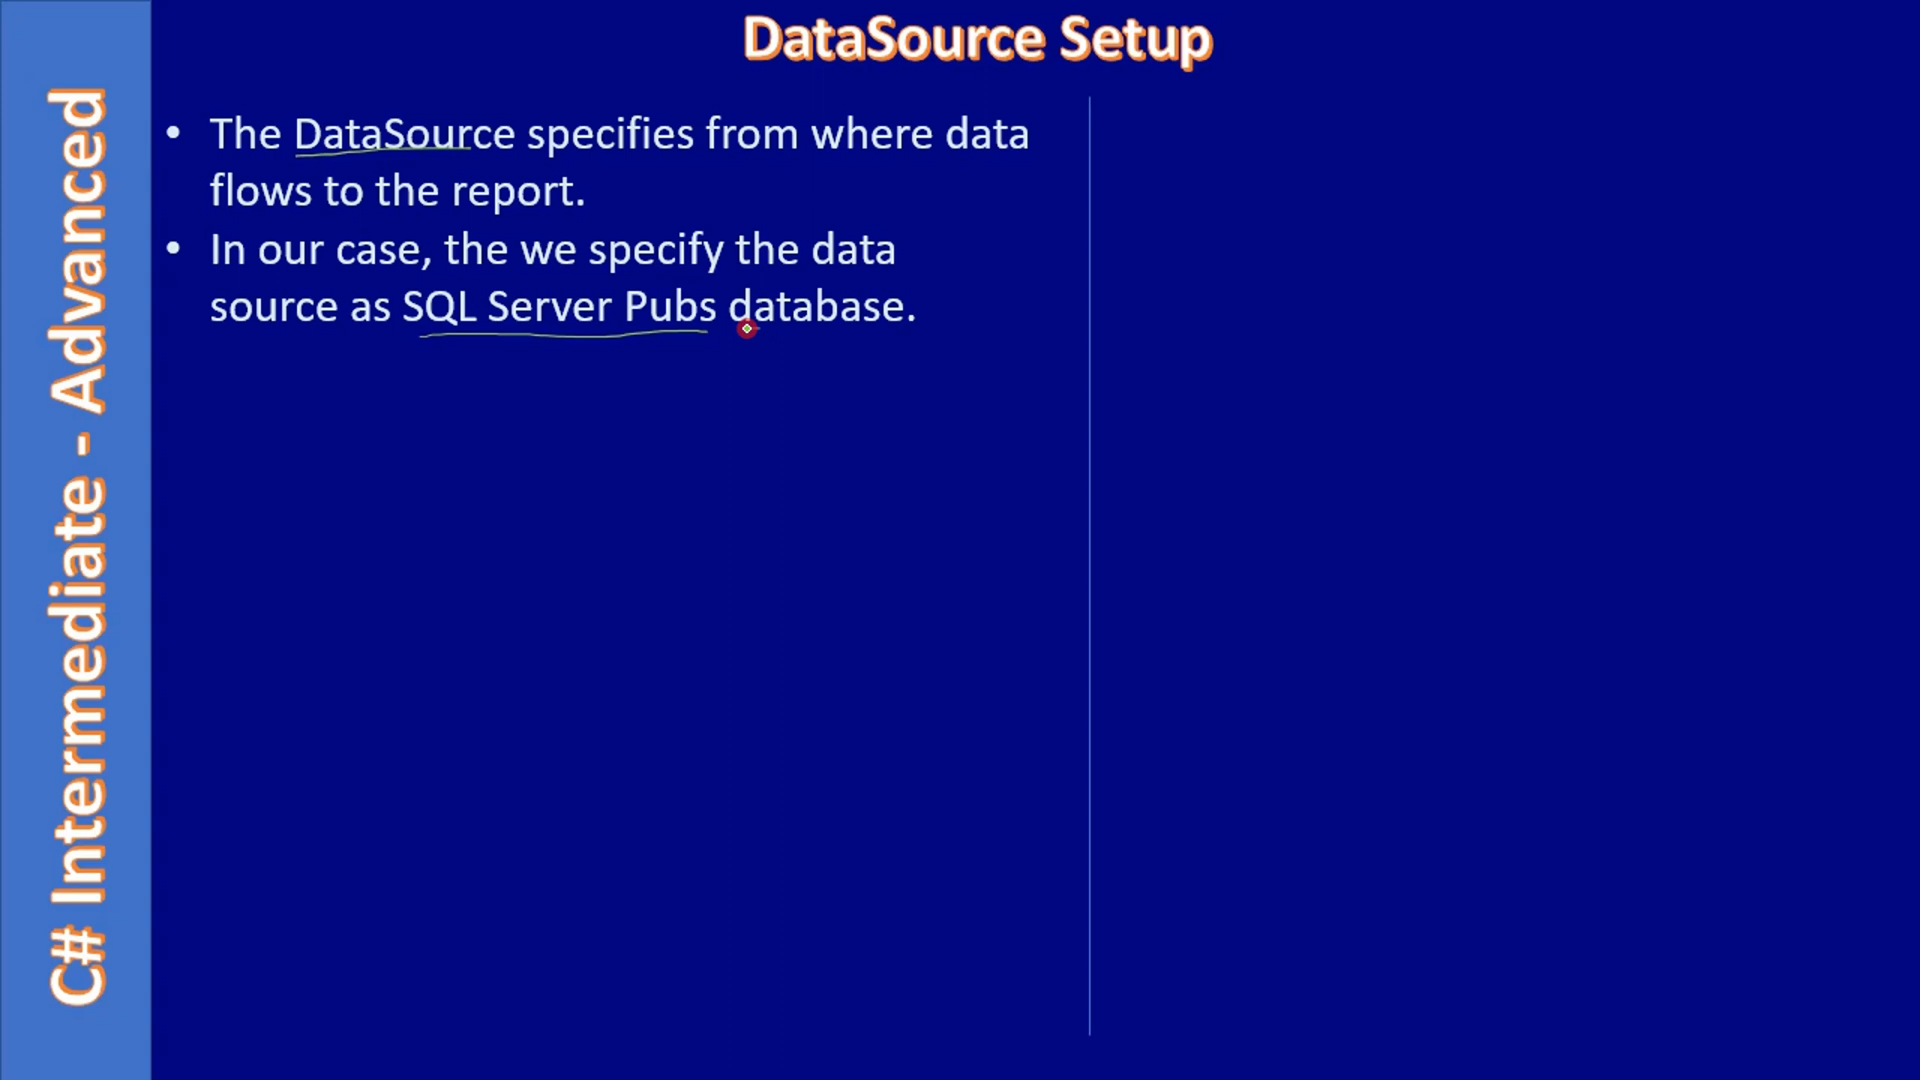 DataSource Setup
C# Intermediate - Advanced
• The DataSource specifies from where data
flows to the report.
• In our case, the we specify the data
source as SQL Server Pubs database.